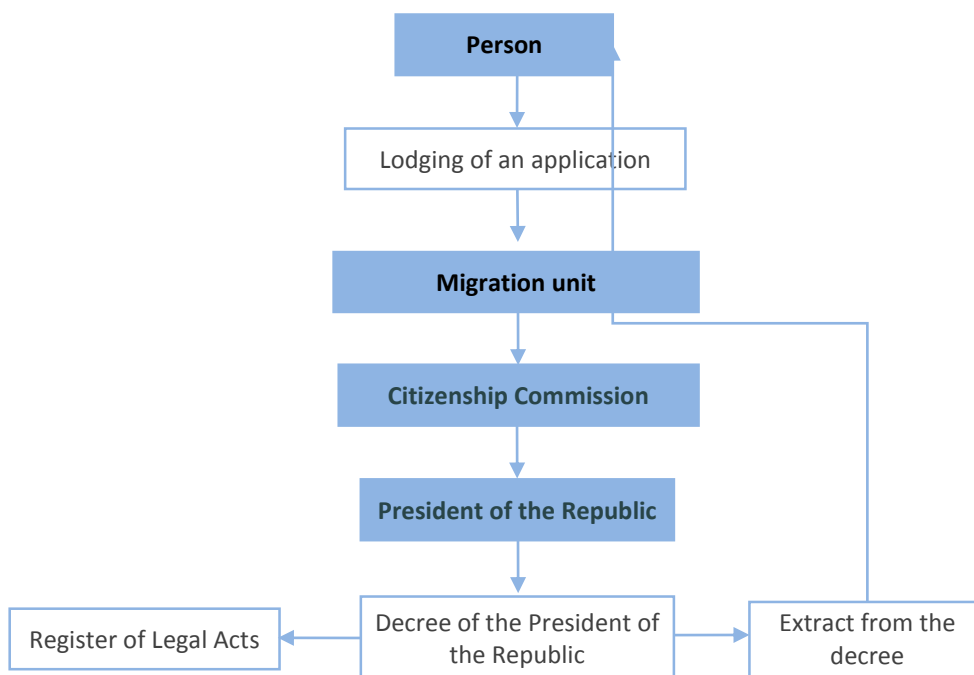 Person
Lodging of an application
Migration unit
Citizenship Commission
President of the Republic
Register of Legal Acts
Decree of the President of
the Republic
Extract from the
decree